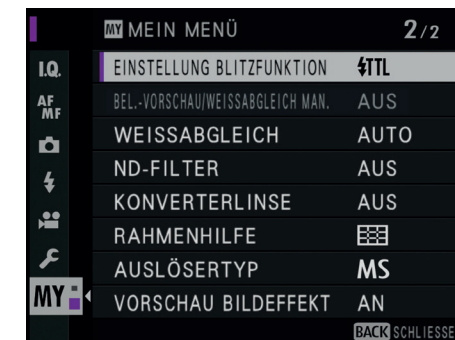 MY MEIN MENÜ 2/2
I.Q. EINSTELLUNG BLITZFUNKTION TTL
AF MF BEL.-VORSCHAU/WEISSABGLEICH MAN. AUS
WEISSABGLEICH AUTO
ND-FILTER AUS
KONVERTERLINSE AUS
RAHMENHILFE
AUSLÖSERTYP MS
MY VORSCHAU BILDEFFEKT AN
BACK SCHLIESSE